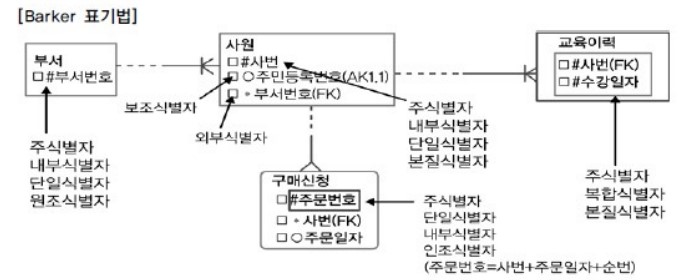 [Barker 표기법]
부서
□#부서번호
주식별자
내부식별자
단일식별자
원조식별자
사원
□#사번
□○주민등록번호(AK1.1)
□∘부서번호(FK)
보조식별자
외부식별자
주식별자
내부식별자
단일식별자
본질식별자
교육이력
□#사번(FK)
□#수강일자
주식별자
복합식별자
본질식별자
구매신청
□#주문번호
□∘사번(FK)
□○주문일자
주식별자
단일식별자
내부식별자
인조식별자
(주문번호=사번+주문일자+순번)